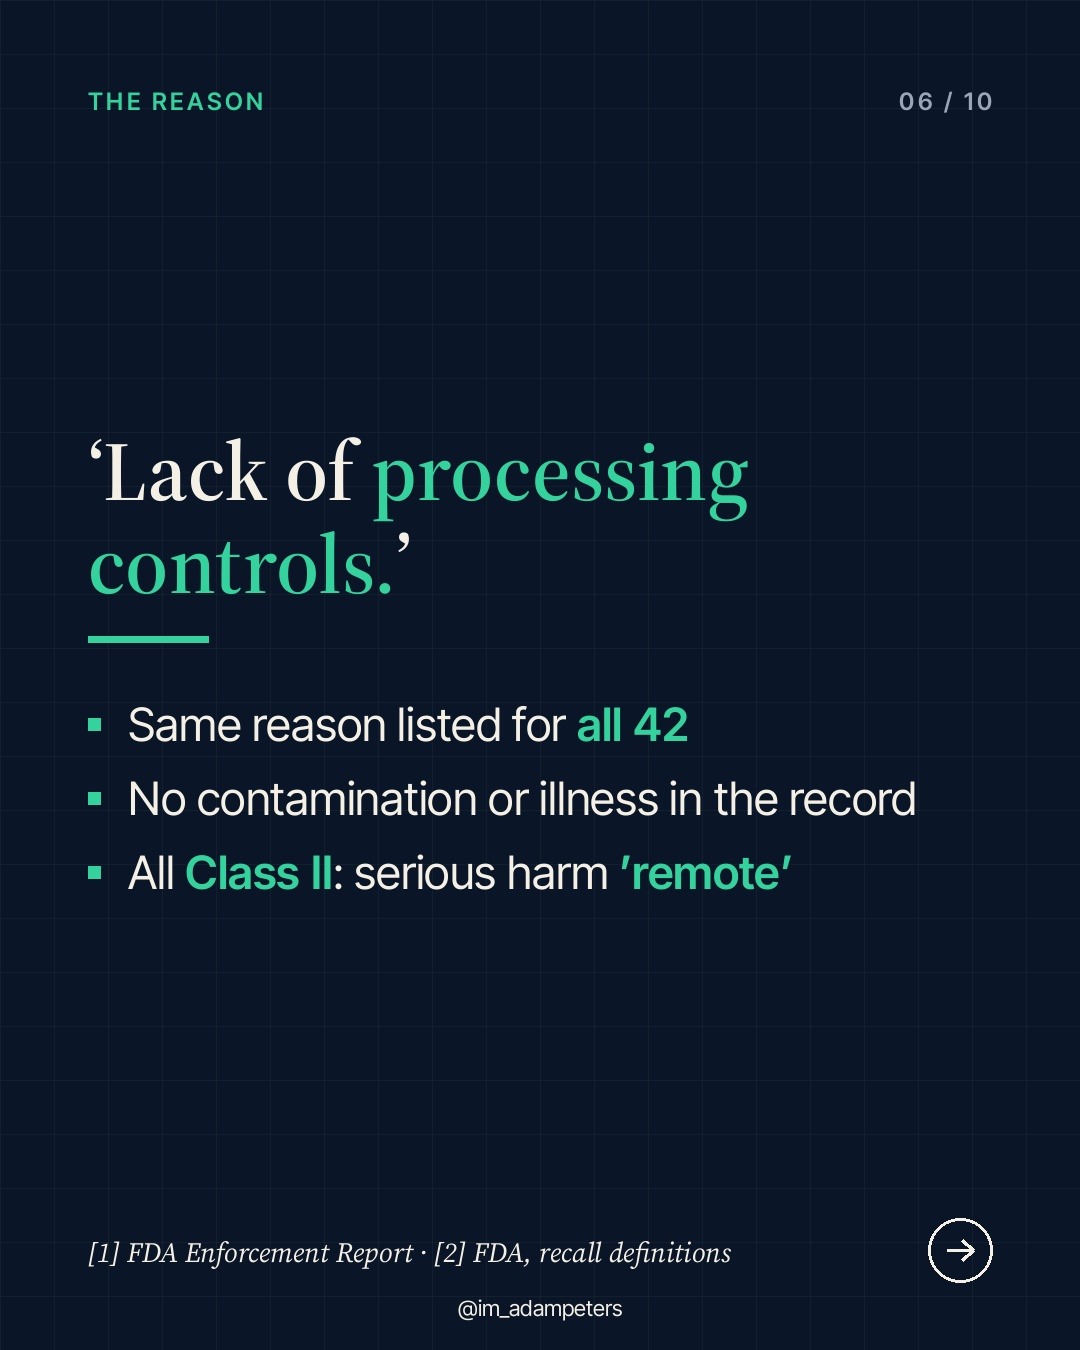 THE REASON
06 / 10
‘Lack of processing
controls.’
Same reason listed for all 42
No contamination or illness in the record
All Class II: serious harm ’remote’
[1] FDA Enforcement Report · [2] FDA, recall definitions
@im_adampeters